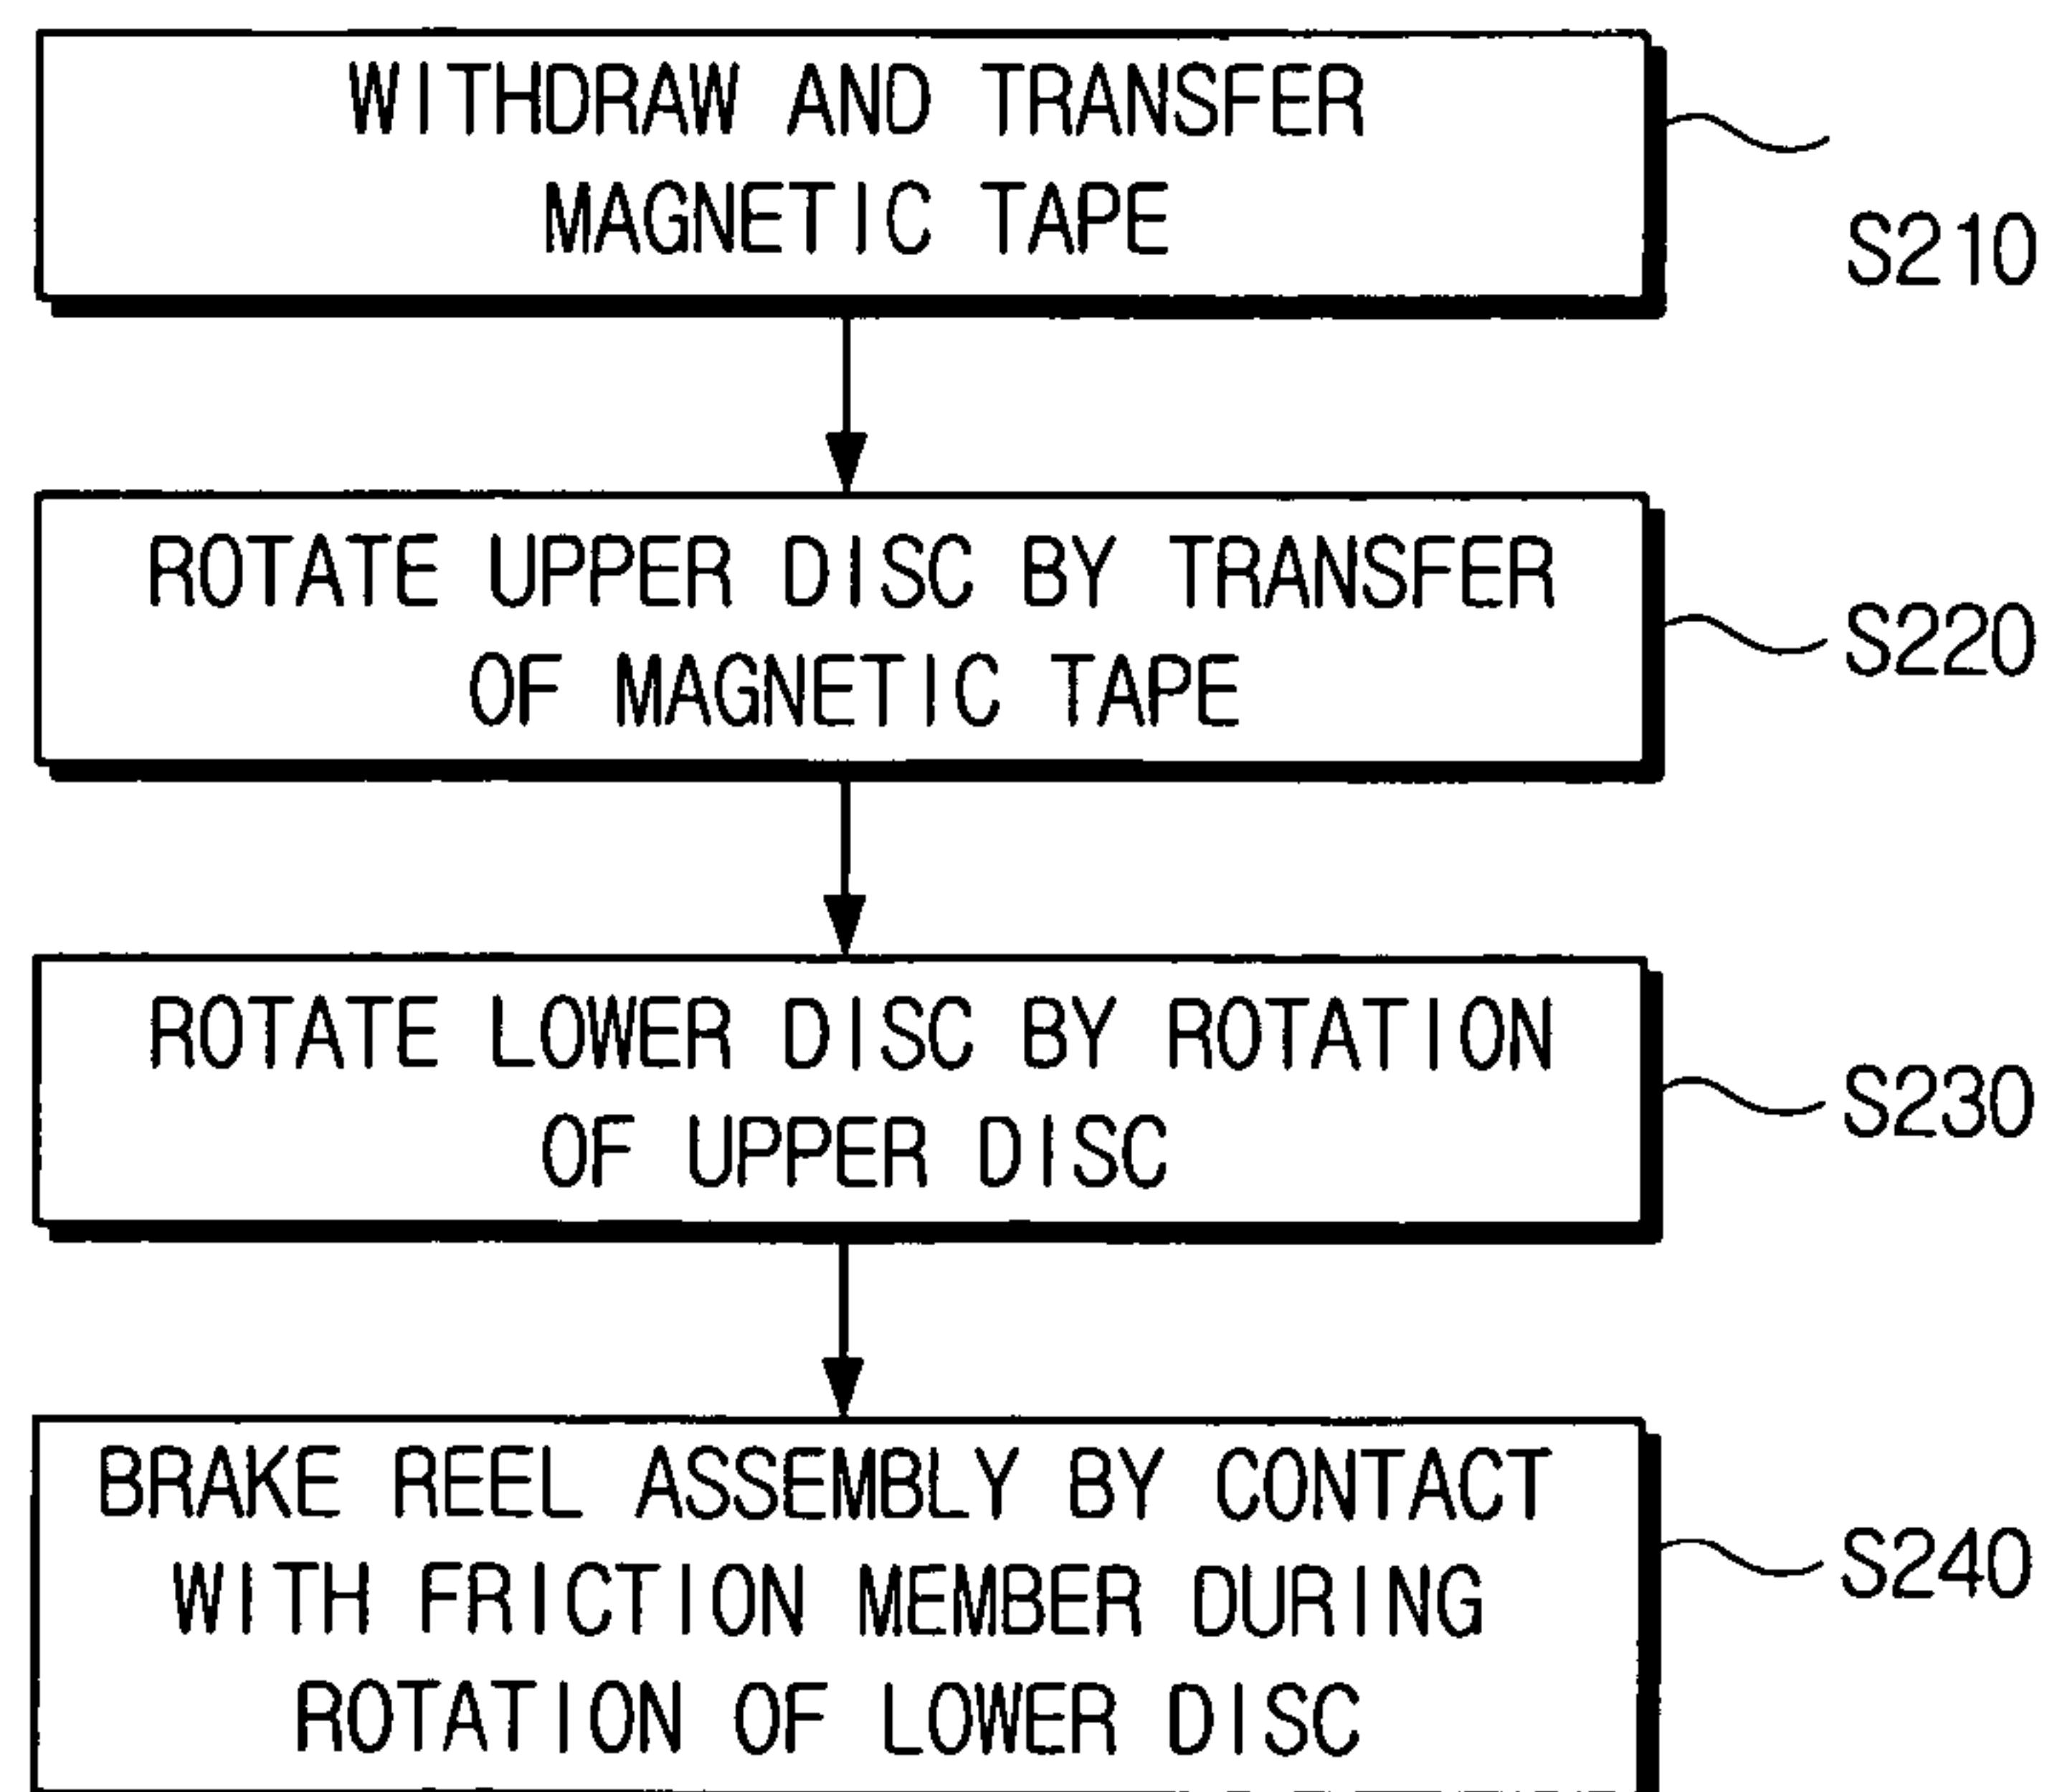 WITHDRAW AND TRANSFER
MAGNETIC TAPE
S210
ROTATE UPPER DISC BY TRANSFER
OF MAGNETIC TAPE
S220
ROTATE LOWER DISC BY ROTATION
OF UPPER DISC
S230
BRAKE REEL ASSEMBLY BY CONTACT
WITH FRICTION MEMBER DURING
ROTATION OF LOWER DISC
S240